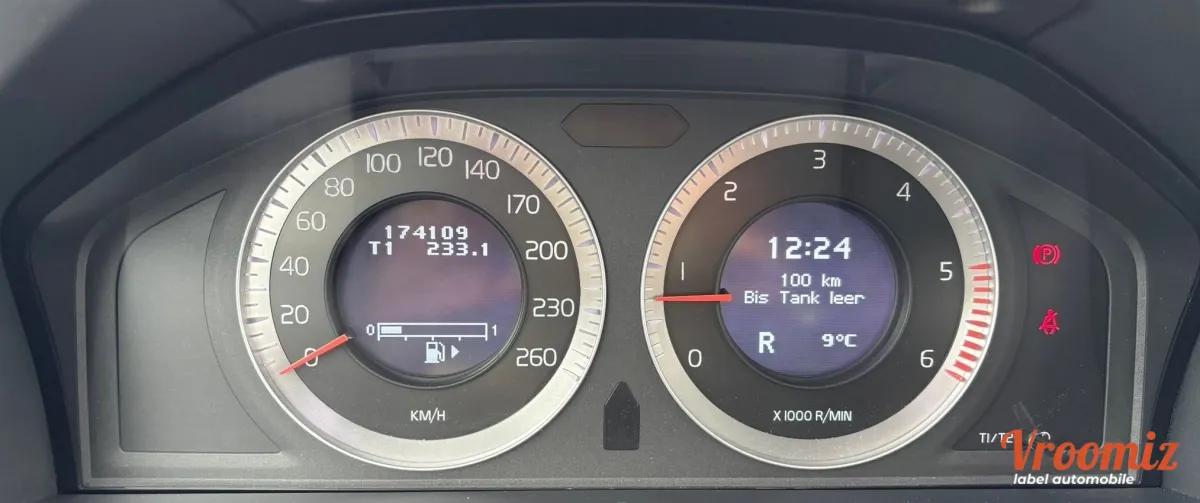 0
20
40
60
80
100
120
140
170
200
230
260
KM/H
174109
T1 233.1
0 1
0
1
2
3
4
5
6
X 1000 R/MIN
12:24
100 km
Bis Tank leer
R 9°C
(P)
Vroomiz
label automobile